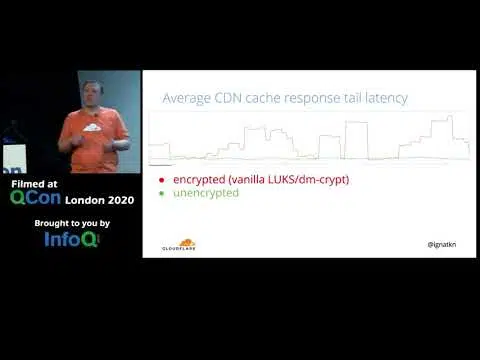 Average CDN cache response tail latency
encrypted (vanilla LUKS/dm-crypt)
unencrypted
CLOUDFLARE
@ignatkn
Filmed at
QCon London 2020
Brought to you by
InfoQ